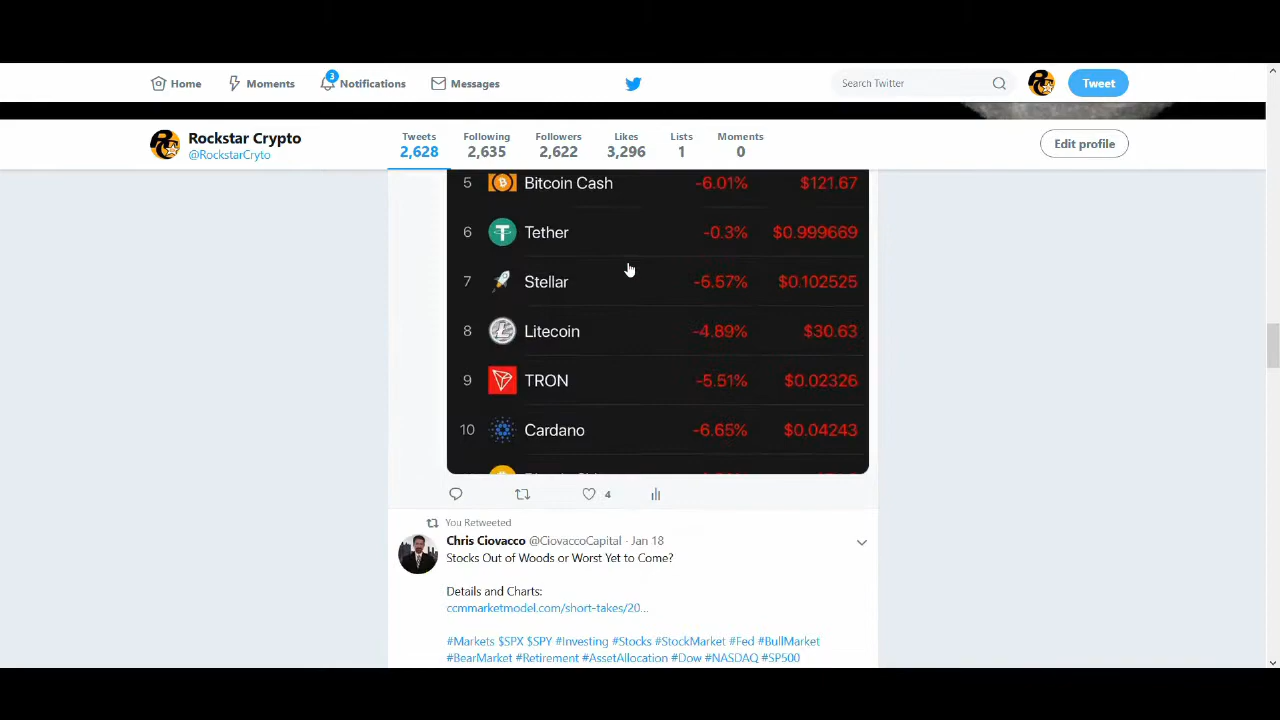 Home Moments 3 Notifications Messages Search Twitter Tweet
Rockstar Crypto
@RockstarCryto
Tweets Following Followers Likes Lists Moments
2,628 2,635 2,622 3,296 1 0
Edit profile
5 Bitcoin Cash -6.01% $121.67
6 Tether -0.3% $0.999669
7 Stellar -6.57% $0.102525
8 Litecoin -4.89% $30.63
9 TRON -5.51% $0.02326
10 Cardano -6.65% $0.04243
4
You Retweeted
Chris Ciovacco @CiovaccoCapital · Jan 18
Stocks Out of Woods or Worst Yet to Come?
Details and Charts:
ccmmarketmodel.com/short-takes/20...
#Markets $SPX $SPY #Investing #Stocks #StockMarket #Fed #BullMarket
#BearMarket #Retirement #AssetAllocation #Dow #NASDAQ #SP500